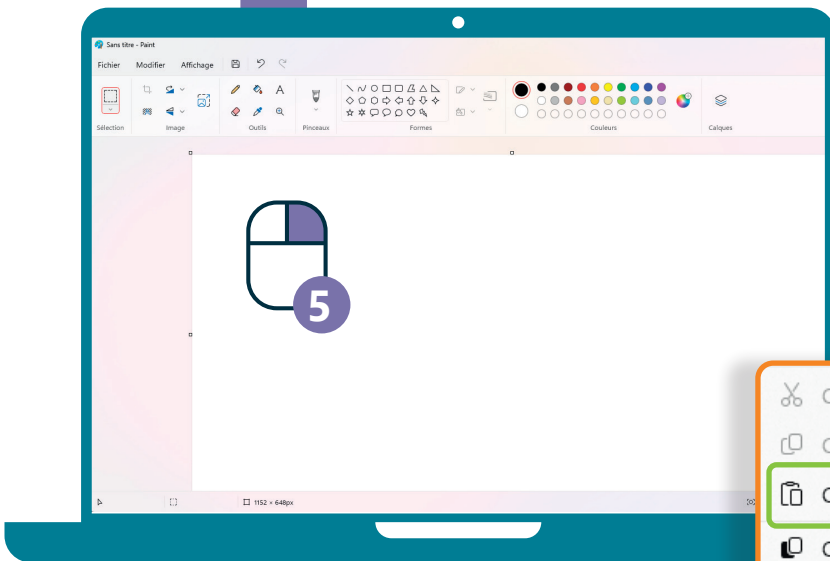 Sans titre - Paint
Fichier Modifier Affichage
A
Sélection Image Outils Pinceaux Formes Couleurs Calques
5
1152 × 648px